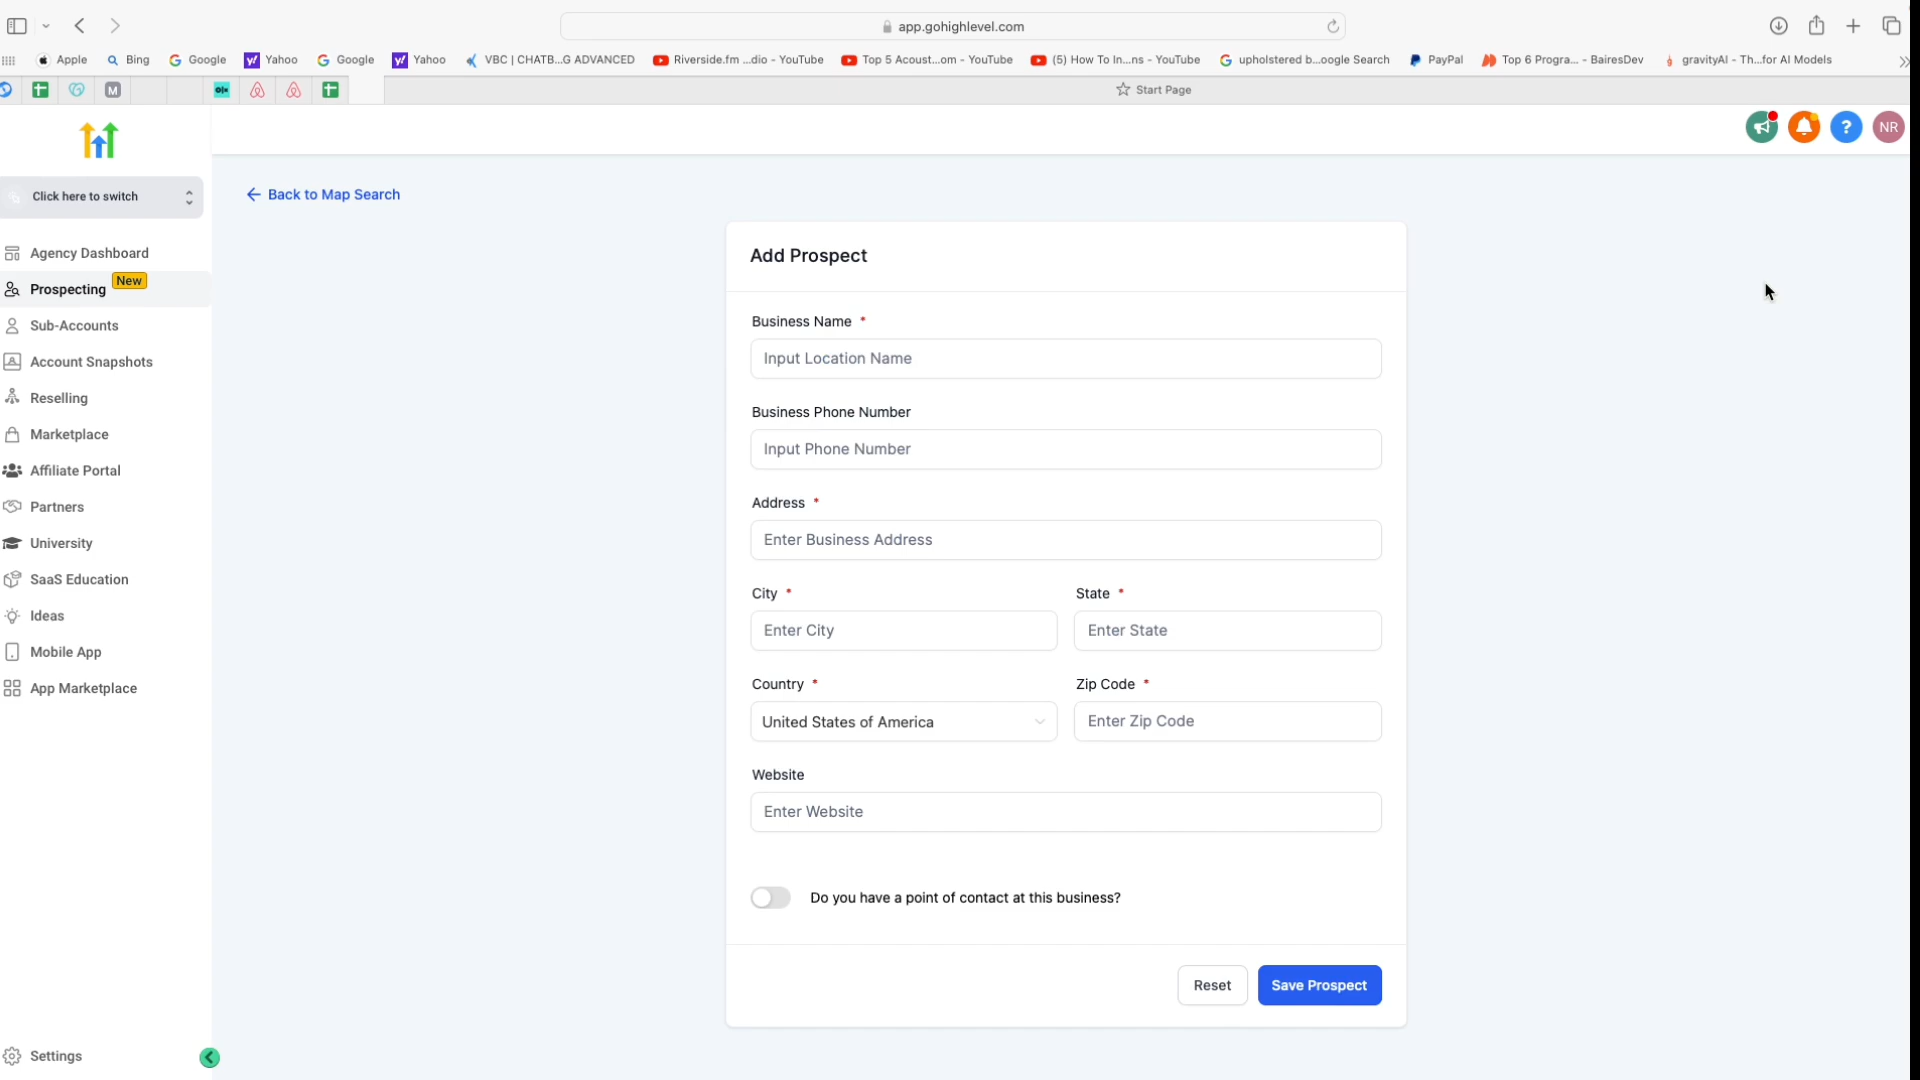 app.gohighlevel.com
Apple Bing Google Yahoo Google Yahoo VBC | CHATB...G ADVANCED Riverside.fm ...dio - YouTube Top 5 Acoust...om - YouTube (5) How To In...ns - YouTube upholstered b...oogle Search PayPal Top 6 Progra... - BairesDev gravityAI - Th...for AI Models
M Start Page
? NR
Click here to switch
Back to Map Search
Agency Dashboard
Prospecting New
Sub-Accounts
Account Snapshots
Reselling
Marketplace
Affiliate Portal
Partners
University
SaaS Education
Ideas
Mobile App
App Marketplace
Settings
Add Prospect
Business Name *
Input Location Name
Business Phone Number
Input Phone Number
Address *
Enter Business Address
City * State *
Enter City Enter State
Country * Zip Code *
United States of America Enter Zip Code
Website
Enter Website
Do you have a point of contact at this business?
Reset Save Prospect